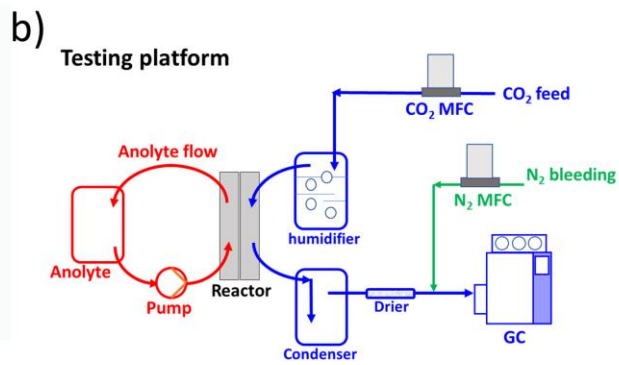 b)
Testing platform
CO₂ feed
CO₂ MFC
Anolyte flow
N₂ bleeding
N₂ MFC
humidifier
Anolyte
Reactor
Pump
Drier
GC
Condenser